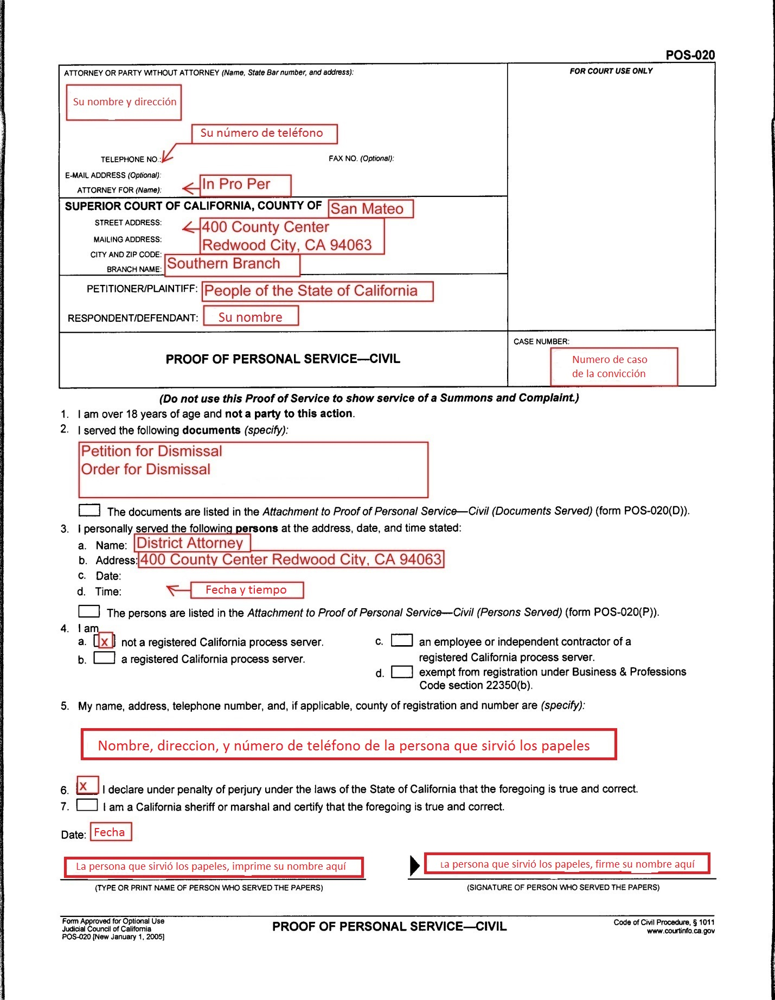 POS-020
ATTORNEY OR PARTY WITHOUT ATTORNEY (Name, State Bar number, and address):
FOR COURT USE ONLY
Su nombre y dirección
Su número de teléfono
TELEPHONE NO.:
FAX NO. (Optional):
E-MAIL ADDRESS (Optional):
ATTORNEY FOR (Name):
In Pro Per
SUPERIOR COURT OF CALIFORNIA, COUNTY OF
San Mateo
STREET ADDRESS:
400 County Center
MAILING ADDRESS:
Redwood City, CA 94063
CITY AND ZIP CODE:
BRANCH NAME:
Southern Branch
PETITIONER/PLAINTIFF:
People of the State of California
RESPONDENT/DEFENDANT:
Su nombre
PROOF OF PERSONAL SERVICE—CIVIL
CASE NUMBER:
Numero de caso
de la convicción
(Do not use this Proof of Service to show service of a Summons and Complaint.)
1. I am over 18 years of age and not a party to this action.
2. I served the following documents (specify):
Petition for Dismissal
Order for Dismissal
The documents are listed in the Attachment to Proof of Personal Service—Civil (Documents Served) (form POS-020(D)).
3. I personally served the following persons at the address, date, and time stated:
a. Name: District Attorney
b. Address: 400 County Center Redwood City, CA 94063
c. Date:
d. Time:
Fecha y tiempo
The persons are listed in the Attachment to Proof of Personal Service—Civil (Persons Served) (form POS-020(P)).
4. I am
a. x not a registered California process server.
b. a registered California process server.
c. an employee or independent contractor of a
registered California process server.
d. exempt from registration under Business & Professions
Code section 22350(b).
5. My name, address, telephone number, and, if applicable, county of registration and number are (specify):
Nombre, direccion, y número de teléfono de la persona que sirvió los papeles
6. x I declare under penalty of perjury under the laws of the State of California that the foregoing is true and correct.
7. I am a California sheriff or marshal and certify that the foregoing is true and correct.
Date: Fecha
La persona que sirvió los papeles, imprime su nombre aquí
La persona que sirvió los papeles, firme su nombre aquí
(TYPE OR PRINT NAME OF PERSON WHO SERVED THE PAPERS)
(SIGNATURE OF PERSON WHO SERVED THE PAPERS)
Form Approved for Optional Use
Judicial Council of California
POS-020 [New January 1, 2005]
PROOF OF PERSONAL SERVICE—CIVIL
Code of Civil Procedure, § 1011
www.courtinfo.ca.gov